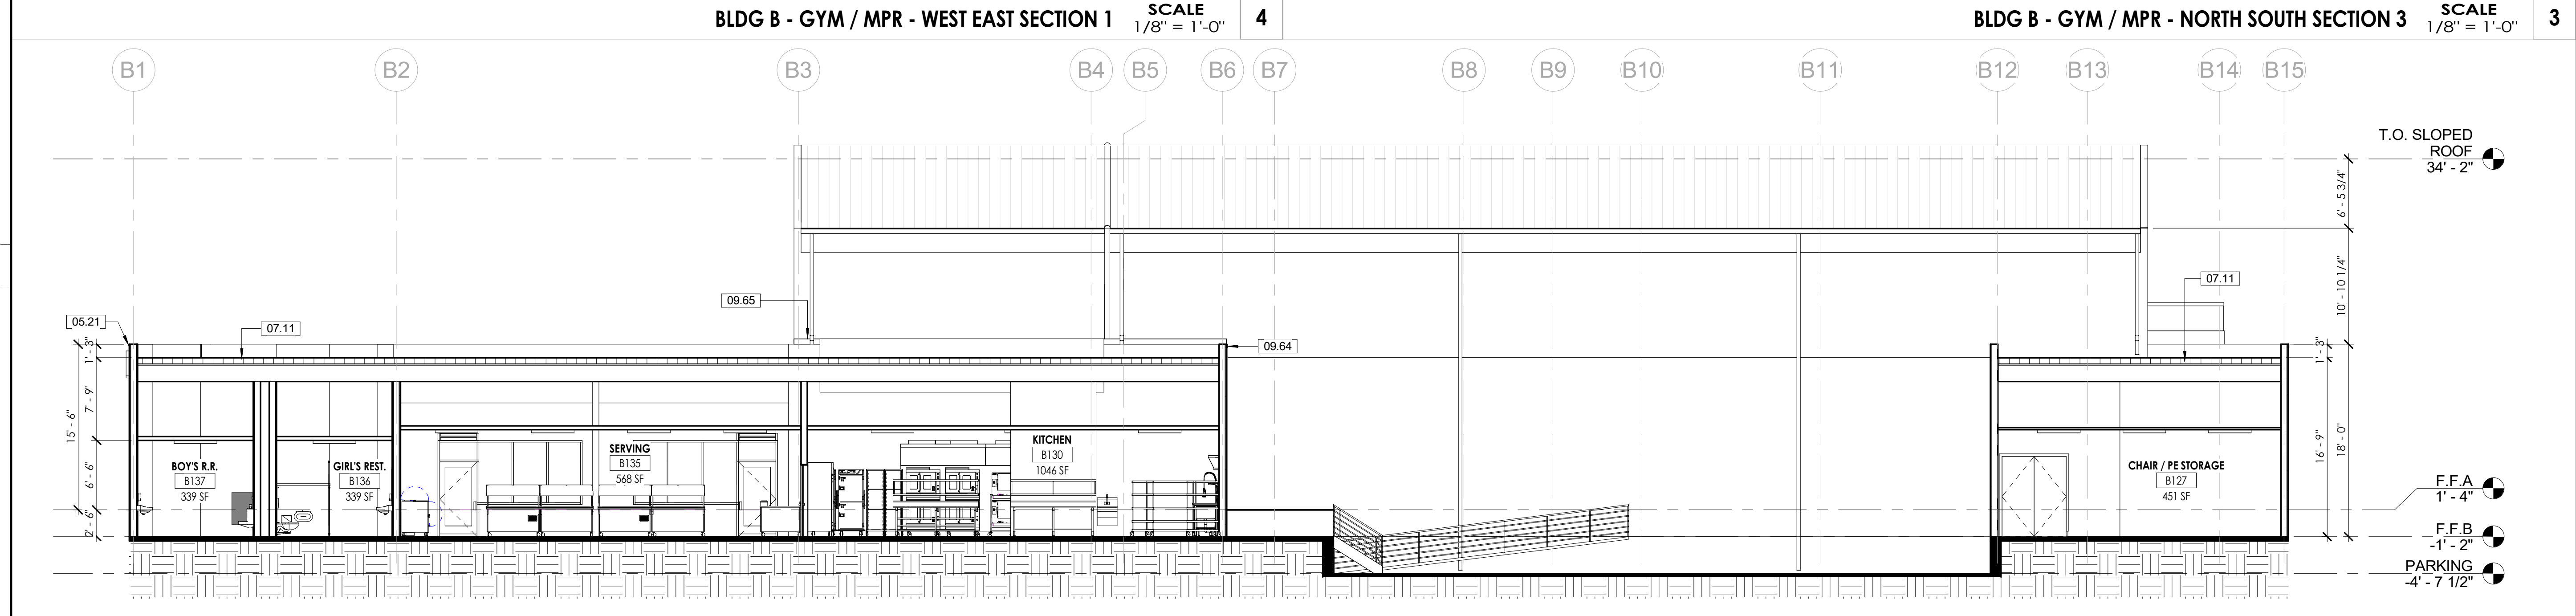 BLDG B - GYM / MPR - WEST EAST SECTION 1
SCALE
1/8" = 1'-0"
4
BLDG B - GYM / MPR - NORTH SOUTH SECTION 3
SCALE
1/8" = 1'-0"
3
B1
B2
B3
B4
B5
B6
B7
B8
B9
B10
B11
B12
B13
B14
B15
T.O. SLOPED
ROOF
34' - 2"
6' - 5 3/4"
10' - 10 1/4"
09.65
07.11
05.21
07.11
09.64
1' - 3"
7' - 9"
15' - 6"
6' - 6"
2' - 6"
1' - 3"
16' - 9"
18' - 0"
BOY'S R.R.
B137
339 SF
GIRL'S REST.
B136
339 SF
SERVING
B135
568 SF
KITCHEN
B130
1046 SF
CHAIR / PE STORAGE
B127
451 SF
F.F.A
1' - 4"
F.F.B
-1' - 2"
PARKING
-4' - 7 1/2"